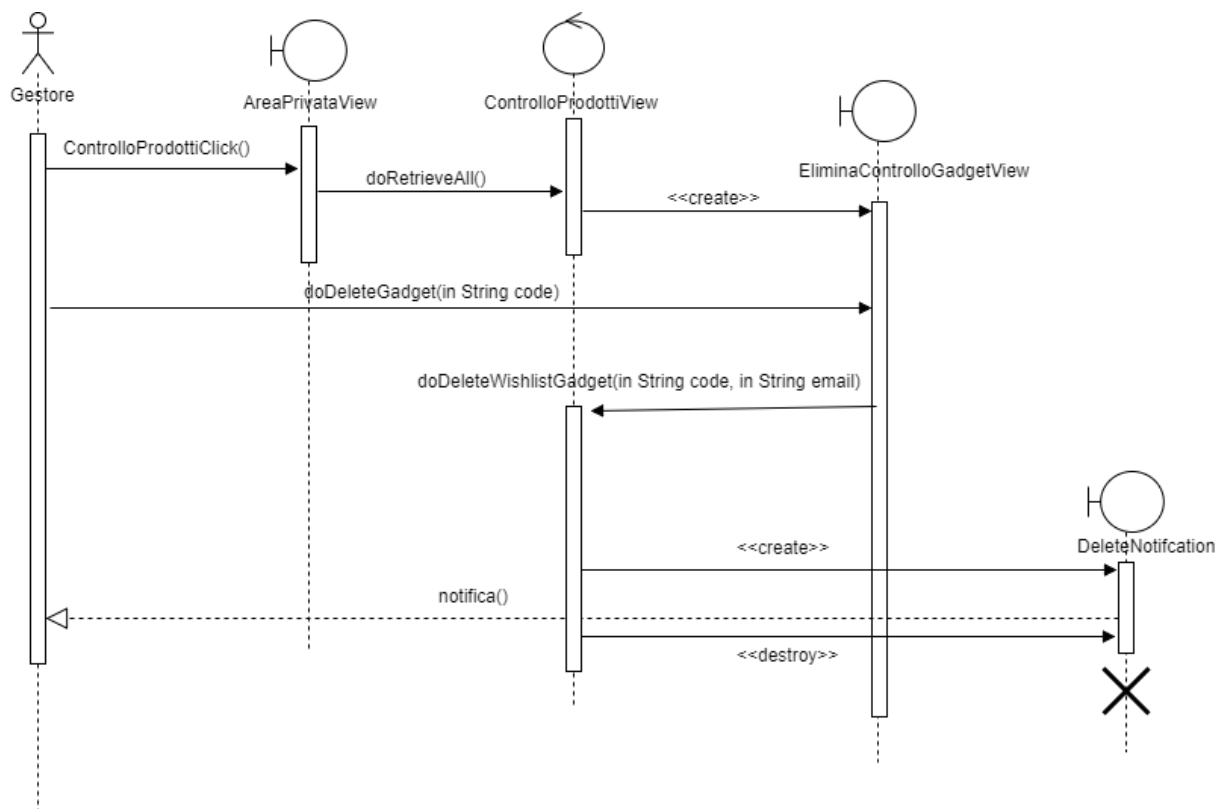 Gestore
AreaPrivataView
ControlloProdottiView
EliminaControlloGadgetView
ControlloProdottiClick()
doRetrieveAll()
<<create>>
doDeleteGadget(in String code)
doDeleteWishlistGadget(in String code, in String email)
DeleteNotifcation
<<create>>
notifica()
<<destroy>>